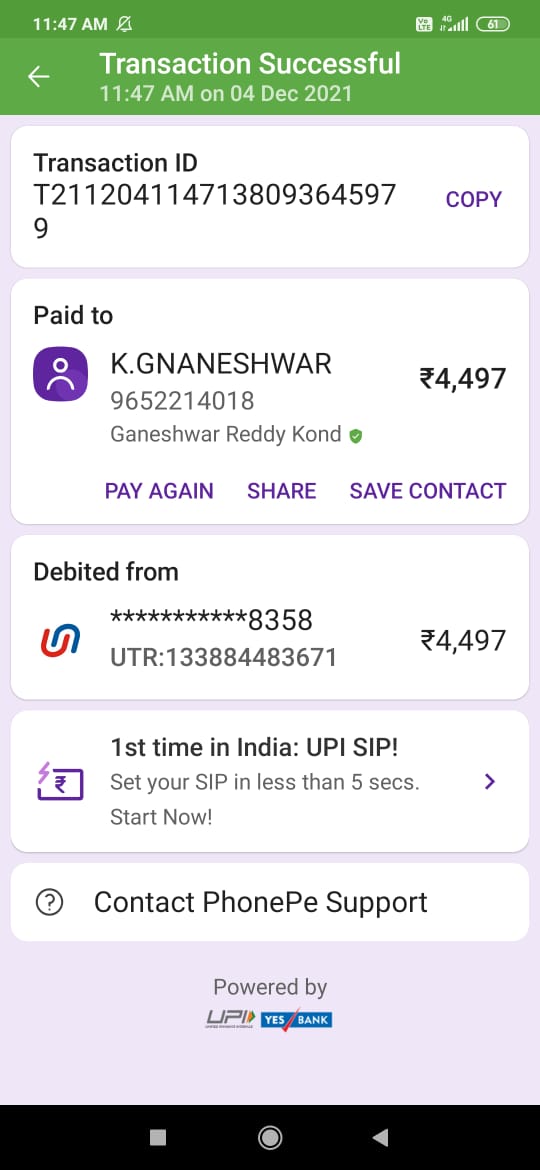 11:47 AM
Vo LTE 4G 61
Transaction Successful
11:47 AM on 04 Dec 2021
Transaction ID
T21120411471380936459​7
9
COPY
Paid to
K.GNANESHWAR
₹4,497
9652214018
Ganeshwar Reddy Kond
PAY AGAIN SHARE SAVE CONTACT
Debited from
***********8358
₹4,497
UTR:133884483671
1st time in India: UPI SIP!
Set your SIP in less than 5 secs.
Start Now!
Contact PhonePe Support
Powered by
UPI YES BANK